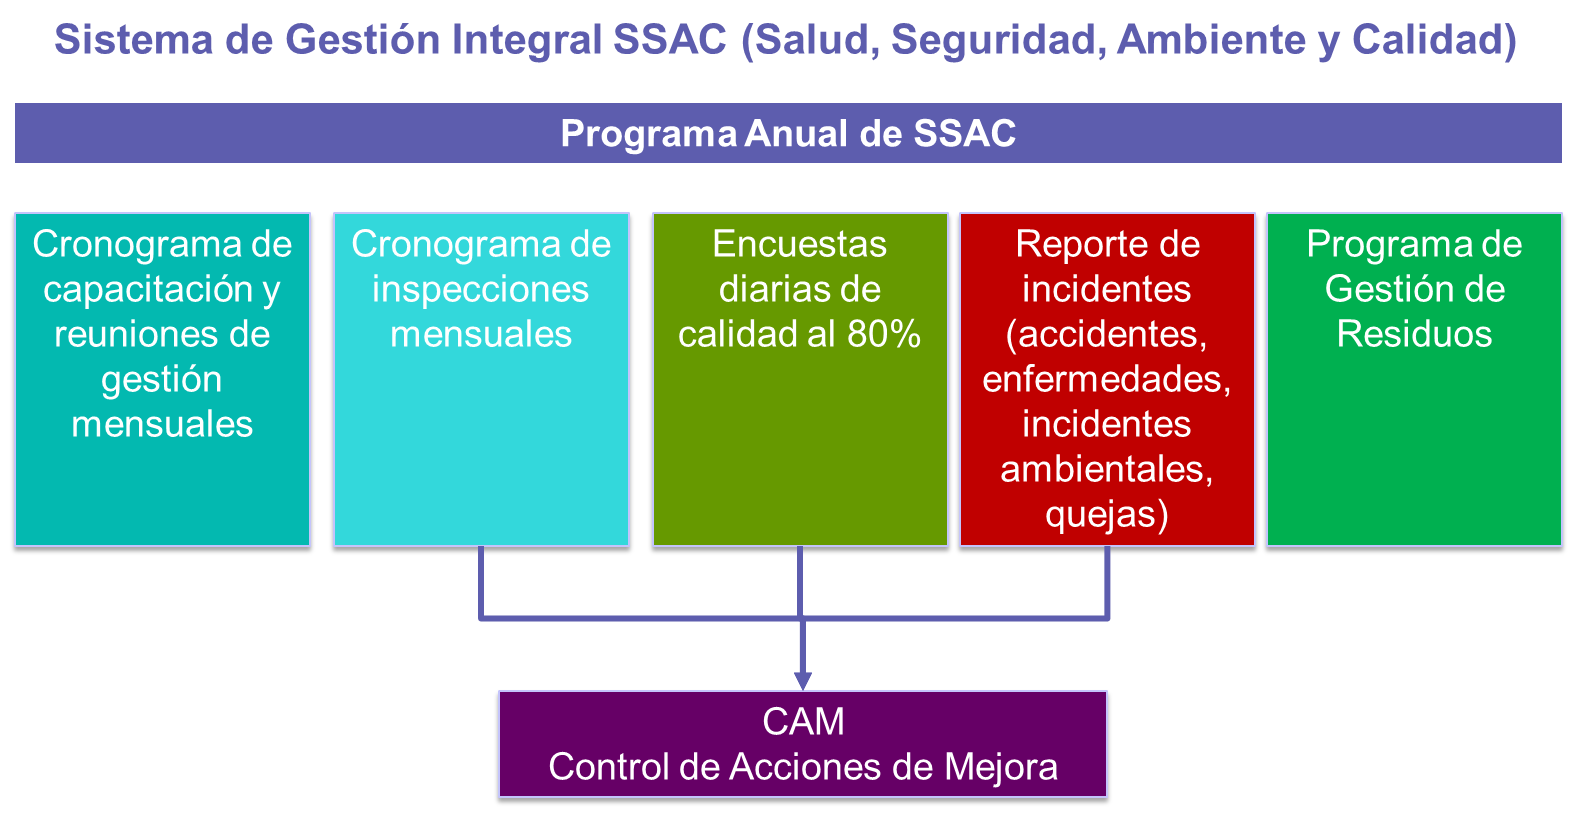 Sistema de Gestión Integral SSAC (Salud, Seguridad, Ambiente y Calidad)
Programa Anual de SSAC
Cronograma de
capacitación y
reuniones de
gestión
mensuales
Cronograma de
inspecciones
mensuales
Encuestas
diarias de
calidad al 80%
Reporte de
incidentes
(accidentes,
enfermedades,
incidentes
ambientales,
quejas)
Programa de
Gestión de
Residuos
CAM
Control de Acciones de Mejora